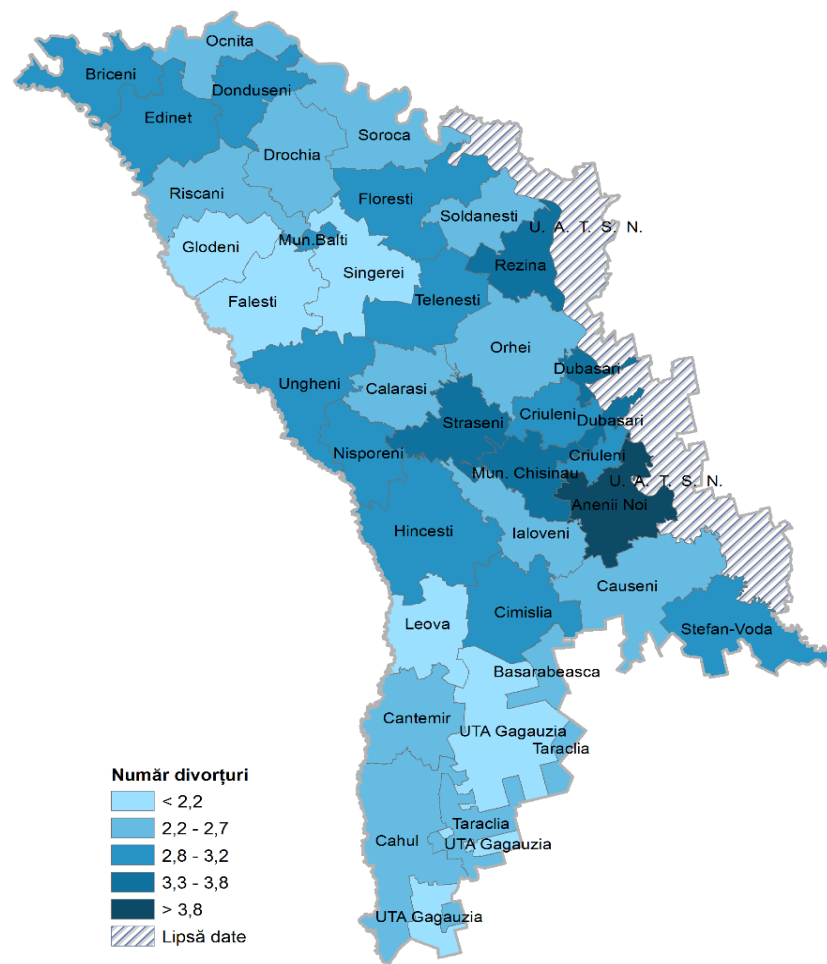 Ocnita
Briceni
Donduseni
Edinet
Soroca
Drochia
Riscani
Floresti
Soldanesti
U. A. T. S. N.
Glodeni
Mun.Balti
Rezina
Singerei
Falesti
Telenesti
Orhei
Dubasari
Ungheni
Calarasi
Criuleni
Dubasari
Straseni
Nisporeni
Criuleni
Mun. Chisinau
U. A. T. S. N.
Anenii Noi
Hincesti
Ialoveni
Causeni
Cimislia
Leova
Stefan-Voda
Basarabeasca
Cantemir
UTA Gagauzia
Taraclia
Taraclia
Cahul
UTA Gagauzia
UTA Gagauzia
Număr divorțuri
< 2,2
2,2 - 2,7
2,8 - 3,2
3,3 - 3,8
> 3,8
Lipsă date